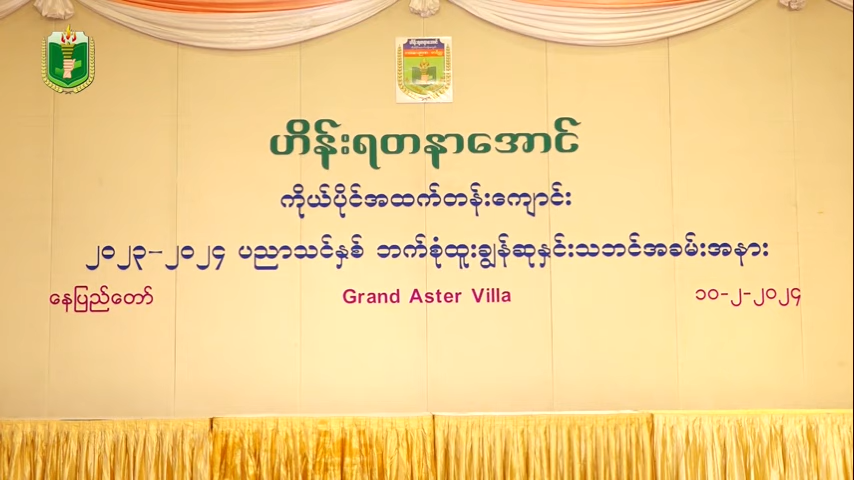 ဟိန်းရတနာအောင်
ကိုယ်ပိုင်အထက်တန်းကျောင်း
၂၀၂၃-၂၀၂၄ ပညာသင်နှစ် ဘက်စုံထူးချွန်ဆုနှင်းသဘင်အခမ်းအနား
နေပြည်တော် Grand Aster Villa ၁၀-၂-၂၀၂၄